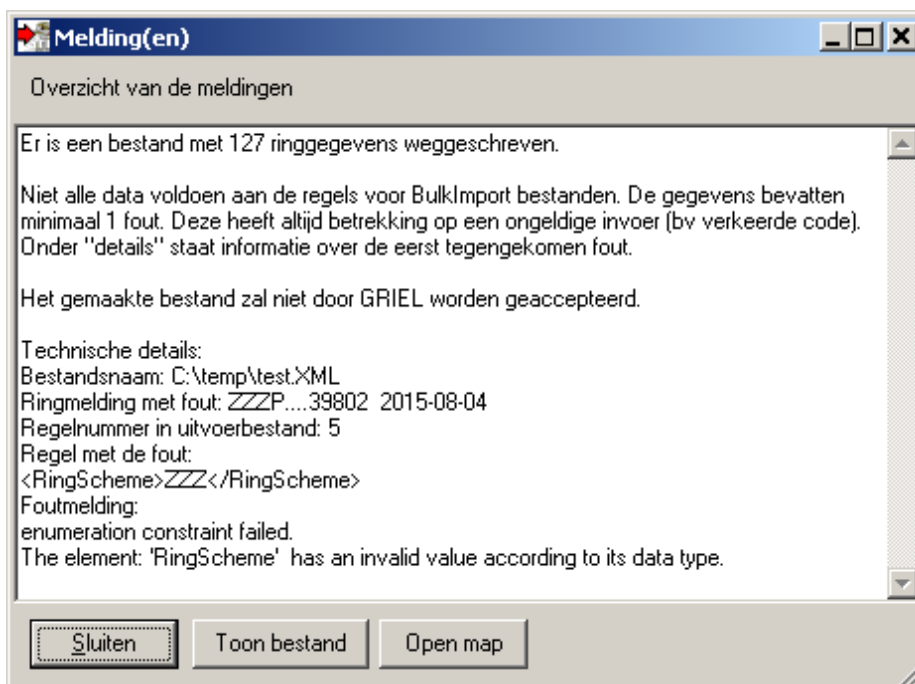 Melding(en)
Overzicht van de meldingen
Er is een bestand met 127 ringgegevens weggeschreven.
Niet alle data voldoen aan de regels voor BulkImport bestanden. De gegevens bevatten
minimaal 1 fout. Deze heeft altijd betrekking op een ongeldige invoer (bv verkeerde code).
Onder "details" staat informatie over de eerst tegengekomen fout.
Het gemaakte bestand zal niet door GRIEL worden geaccepteerd.
Technische details:
Bestandsnaam: C:\temp\test.XML
Ringmelding met fout: ZZZP....39802  2015-08-04
Regelnummer in uitvoerbestand: 5
Regel met de fout:
<RingScheme>ZZZ</RingScheme>
Foutmelding:
enumeration constraint failed.
The element: 'RingScheme'  has an invalid value according to its data type.
Sluiten Toon bestand Open map